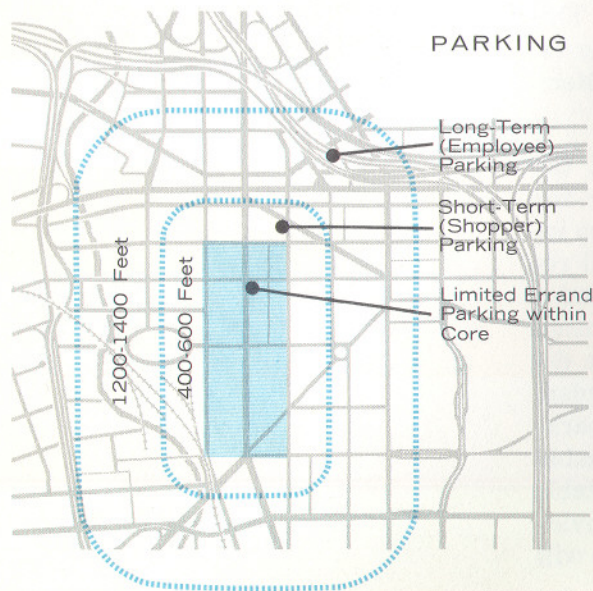 PARKING
Long-Term
(Employee)
Parking
Short-Term
(Shopper)
Parking
Limited Errand
Parking within
Core
1200-1400 Feet
400-600 Feet